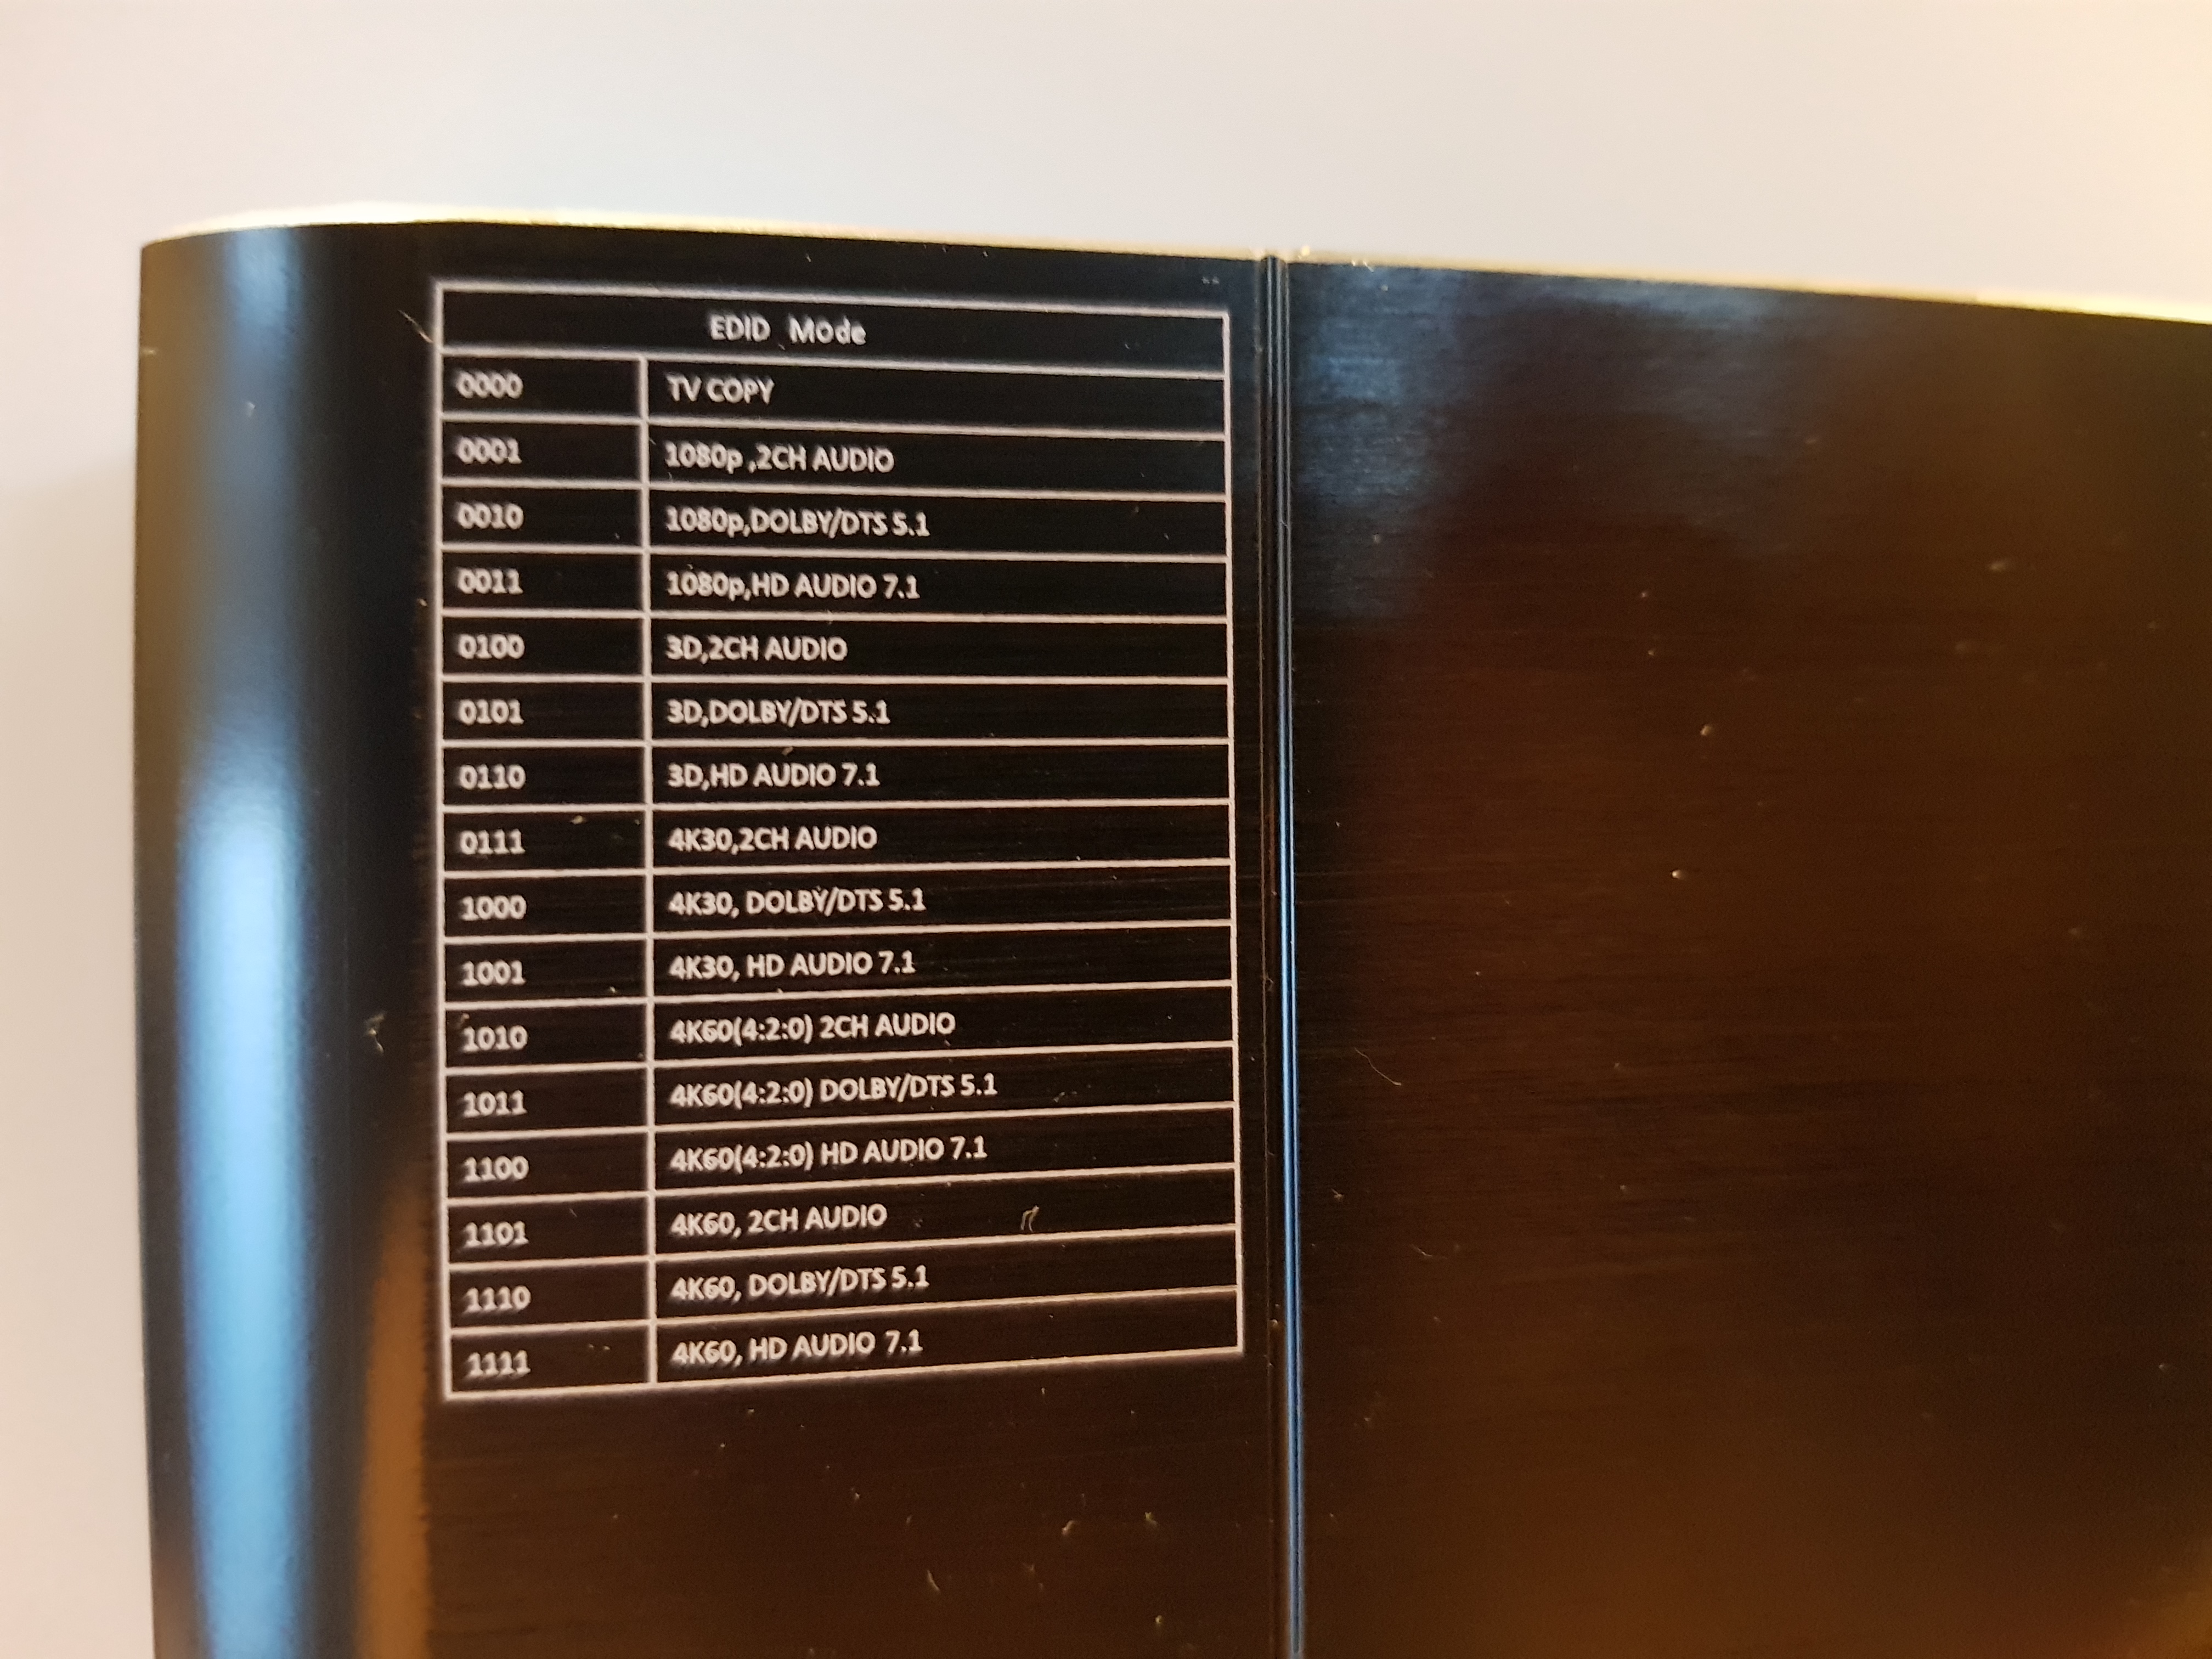 EDID Mode
0000 TV COPY
0001 1080p ,2CH AUDIO
0010 1080p,DOLBY/DTS 5.1
0011 1080p,HD AUDIO 7.1
0100 3D,2CH AUDIO
0101 3D,DOLBY/DTS 5.1
0110 3D,HD AUDIO 7.1
0111 4K30,2CH AUDIO
1000 4K30, DOLBY/DTS 5.1
1001 4K30, HD AUDIO 7.1
1010 4K60(4:2:0) 2CH AUDIO
1011 4K60(4:2:0) DOLBY/DTS 5.1
1100 4K60(4:2:0) HD AUDIO 7.1
1101 4K60, 2CH AUDIO
1110 4K60, DOLBY/DTS 5.1
1111 4K60, HD AUDIO 7.1